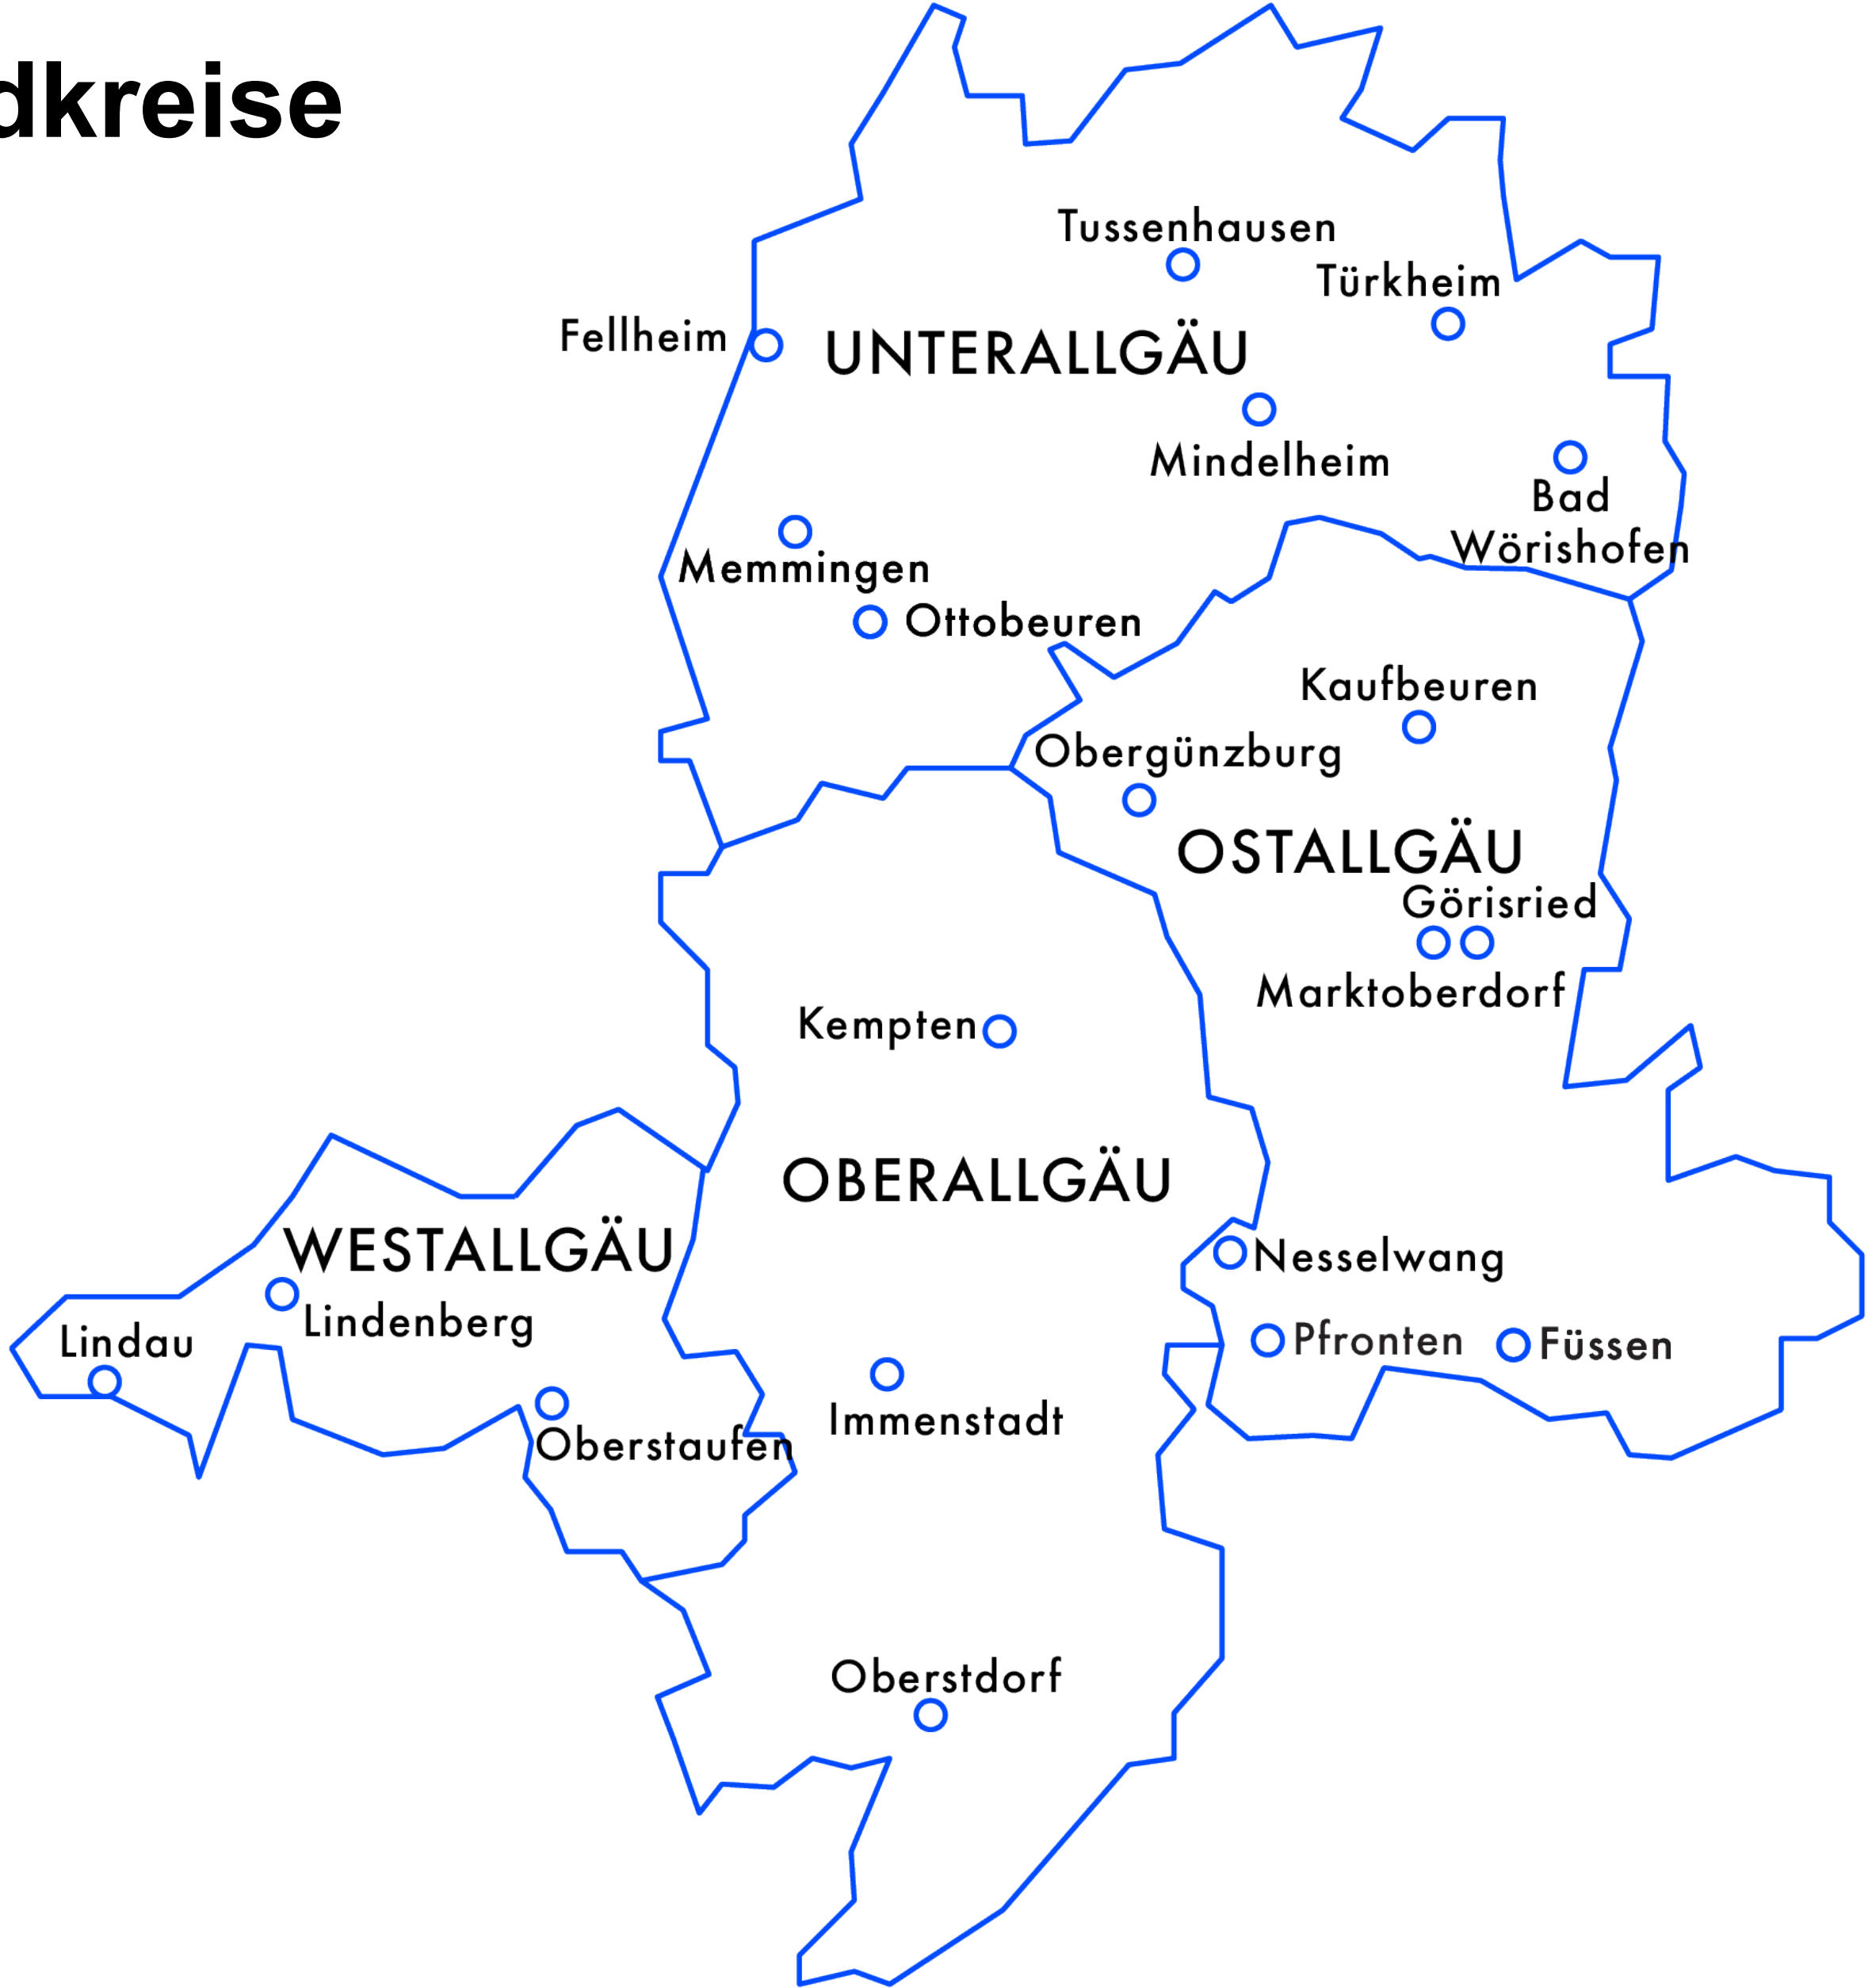 dkreise
Tussenhausen
Türkheim
Fellheim
UNTERALLGÄU
Mindelheim
Bad
Wörishofen
Memmingen
Ottobeuren
Kaufbeuren
Obergünzburg
OSTALLGÄU
Görisried
Marktoberdorf
Kempten
OBERALLGÄU
WESTALLGÄU
Nesselwang
Lindenberg
Lindau
Pfronten
Füssen
Immenstadt
Oberstaufen
Oberstdorf